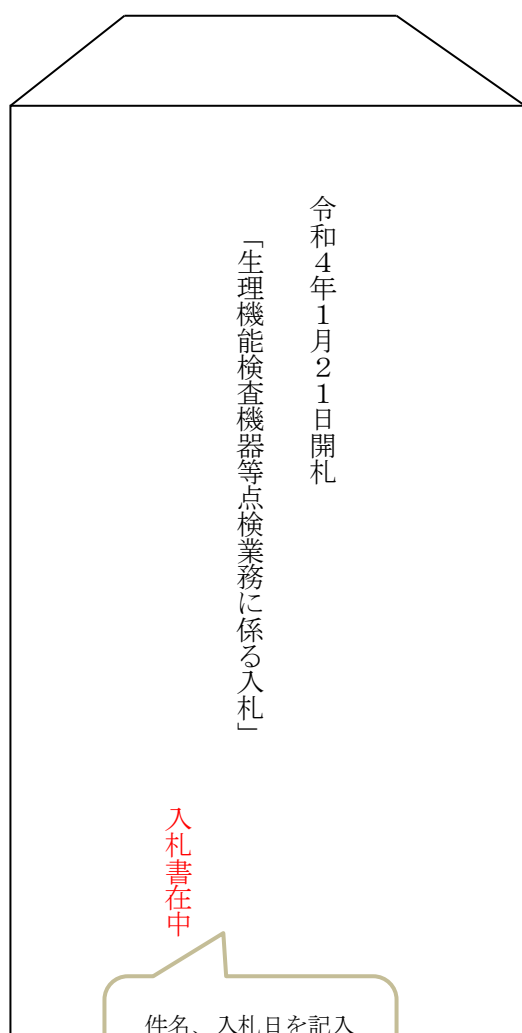 令和４年１月２１日開札
「生理機能検査機器等点検業務に係る入札」
入札書在中
件名、入札日を記入